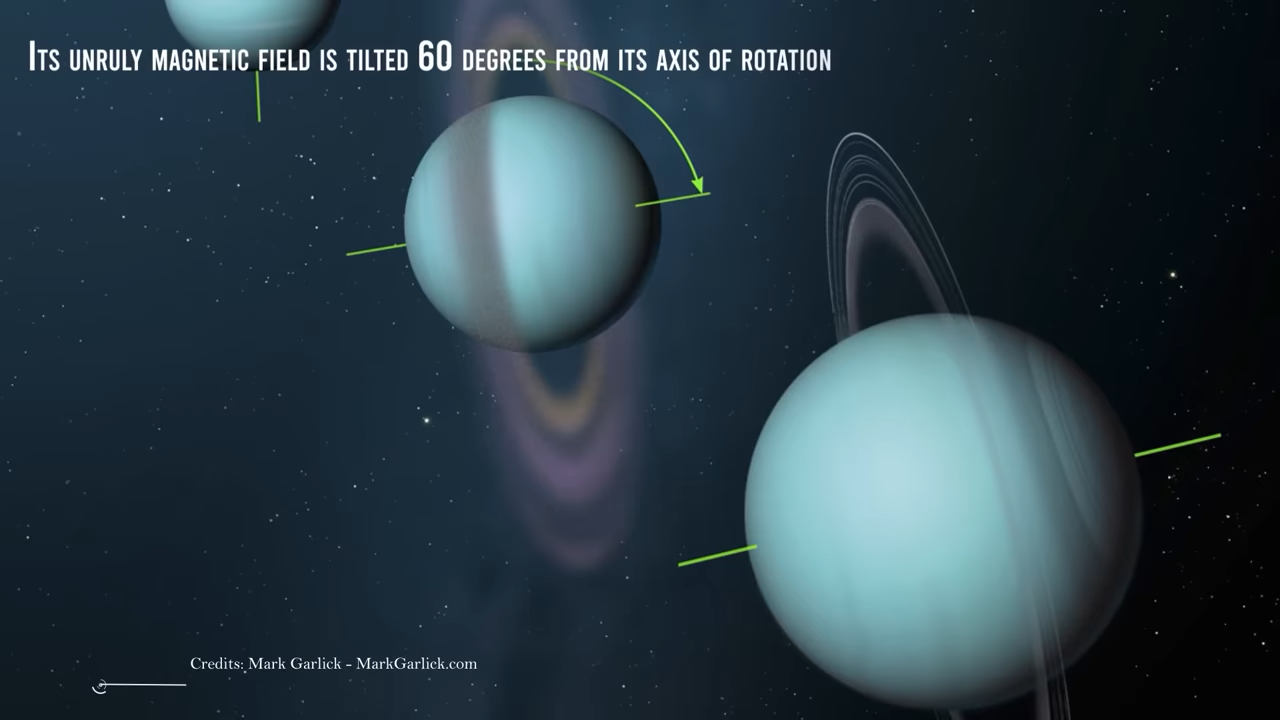 Its unruly magnetic field is tilted 60 degrees from its axis of rotation
Credits: Mark Garlick - MarkGarlick.com